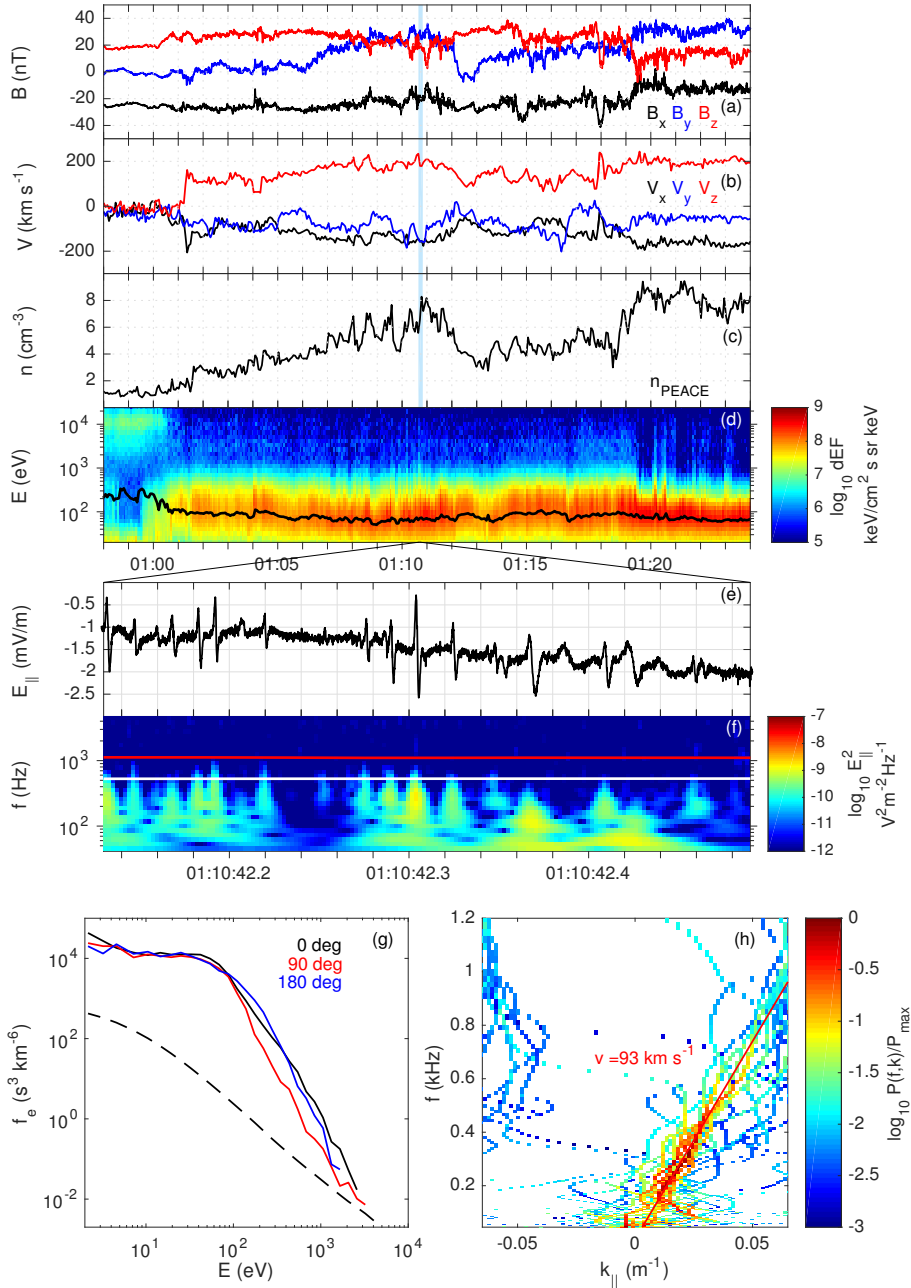 40
20
0
-20
-40
B (nT)
(a)
B_x B_y B_z
200
0
-200
V (km s^-1)
(b)
V_x V_y V_z
8
6
4
2
n (cm^-3)
(c)
n_PEACE
10^4
10^3
10^2
E (eV)
(d)
9
8
7
6
5
log_10 dEF
keV/cm^2 s sr keV
01:00 01:05 01:10 01:15 01:20
-0.5
-1
-1.5
-2
-2.5
E_|| (mV/m)
(e)
10^3
10^2
f (Hz)
(f)
-7
-8
-9
-10
-11
-12
log_10 E_||^2
V^2m^-2Hz^-1
01:10:42.2 01:10:42.3 01:10:42.4
10^4
10^2
10^0
10^-2
f_e (s^3 km^-6)
(g)
0 deg
90 deg
180 deg
10^1 10^2 10^3 10^4
E (eV)
1.2
1
0.8
0.6
0.4
0.2
f (kHz)
(h)
v =93 km s^-1
-0.05 0 0.05
k_|| (m^-1)
0
-0.5
-1
-1.5
-2
-2.5
-3
log_10 P(f,k)/P_max